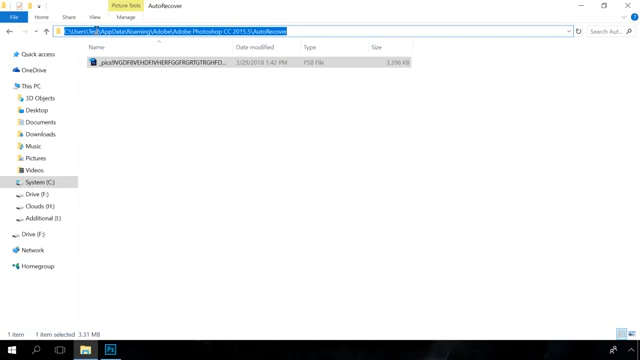 Picture Tools
AutoRecover
File
Home
Share
View
Manage
C:\Users\Test\AppData\Roaming\Adobe\Adobe Photoshop CC 2015.5\AutoRecover
Search Aut...
Name
Date modified
Type
Size
3/29/2018 1:42 PM
PSB File
3,396 KB
Quick access
OneDrive
This PC
3D Objects
Desktop
Documents
Downloads
Music
Pictures
Videos
System (C:)
Drive (F:)
Clouds (H:)
Additional (I:)
Drive (F:)
Network
Homegroup
1 item
1 item selected
3.31 MB
Ps